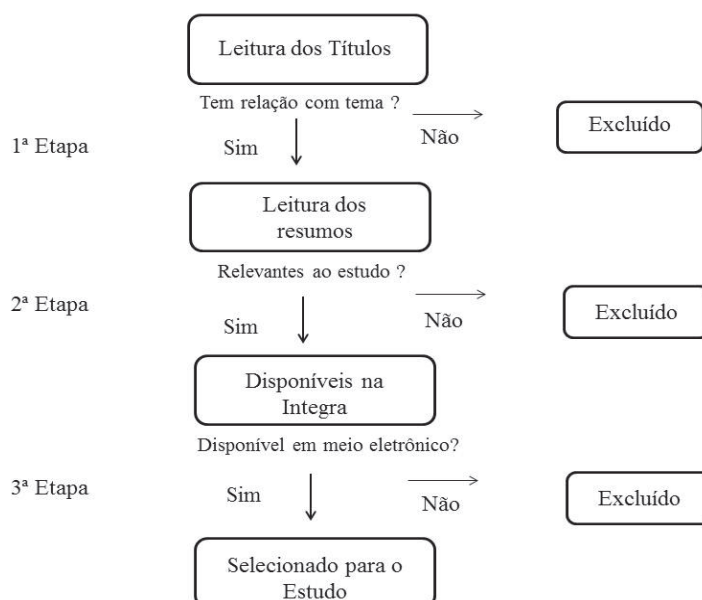 Leitura dos Títulos
Tem relação com tema ?
Excluído
Não
1ª Etapa
Sim
Leitura dos
resumos
Relevantes ao estudo ?
2ª Etapa
Sim
Não
Excluído
Disponíveis na
Integra
Disponível em meio eletrônico?
3ª Etapa
Sim
Não
Excluído
Selecionado para o
Estudo